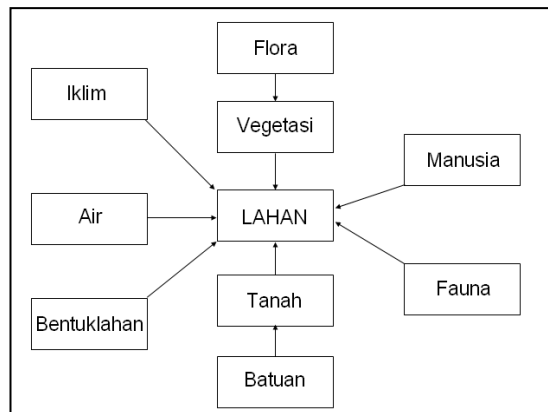 Flora
Iklim
Vegetasi
Manusia
Air
LAHAN
Fauna
Tanah
Bentuklahan
Batuan